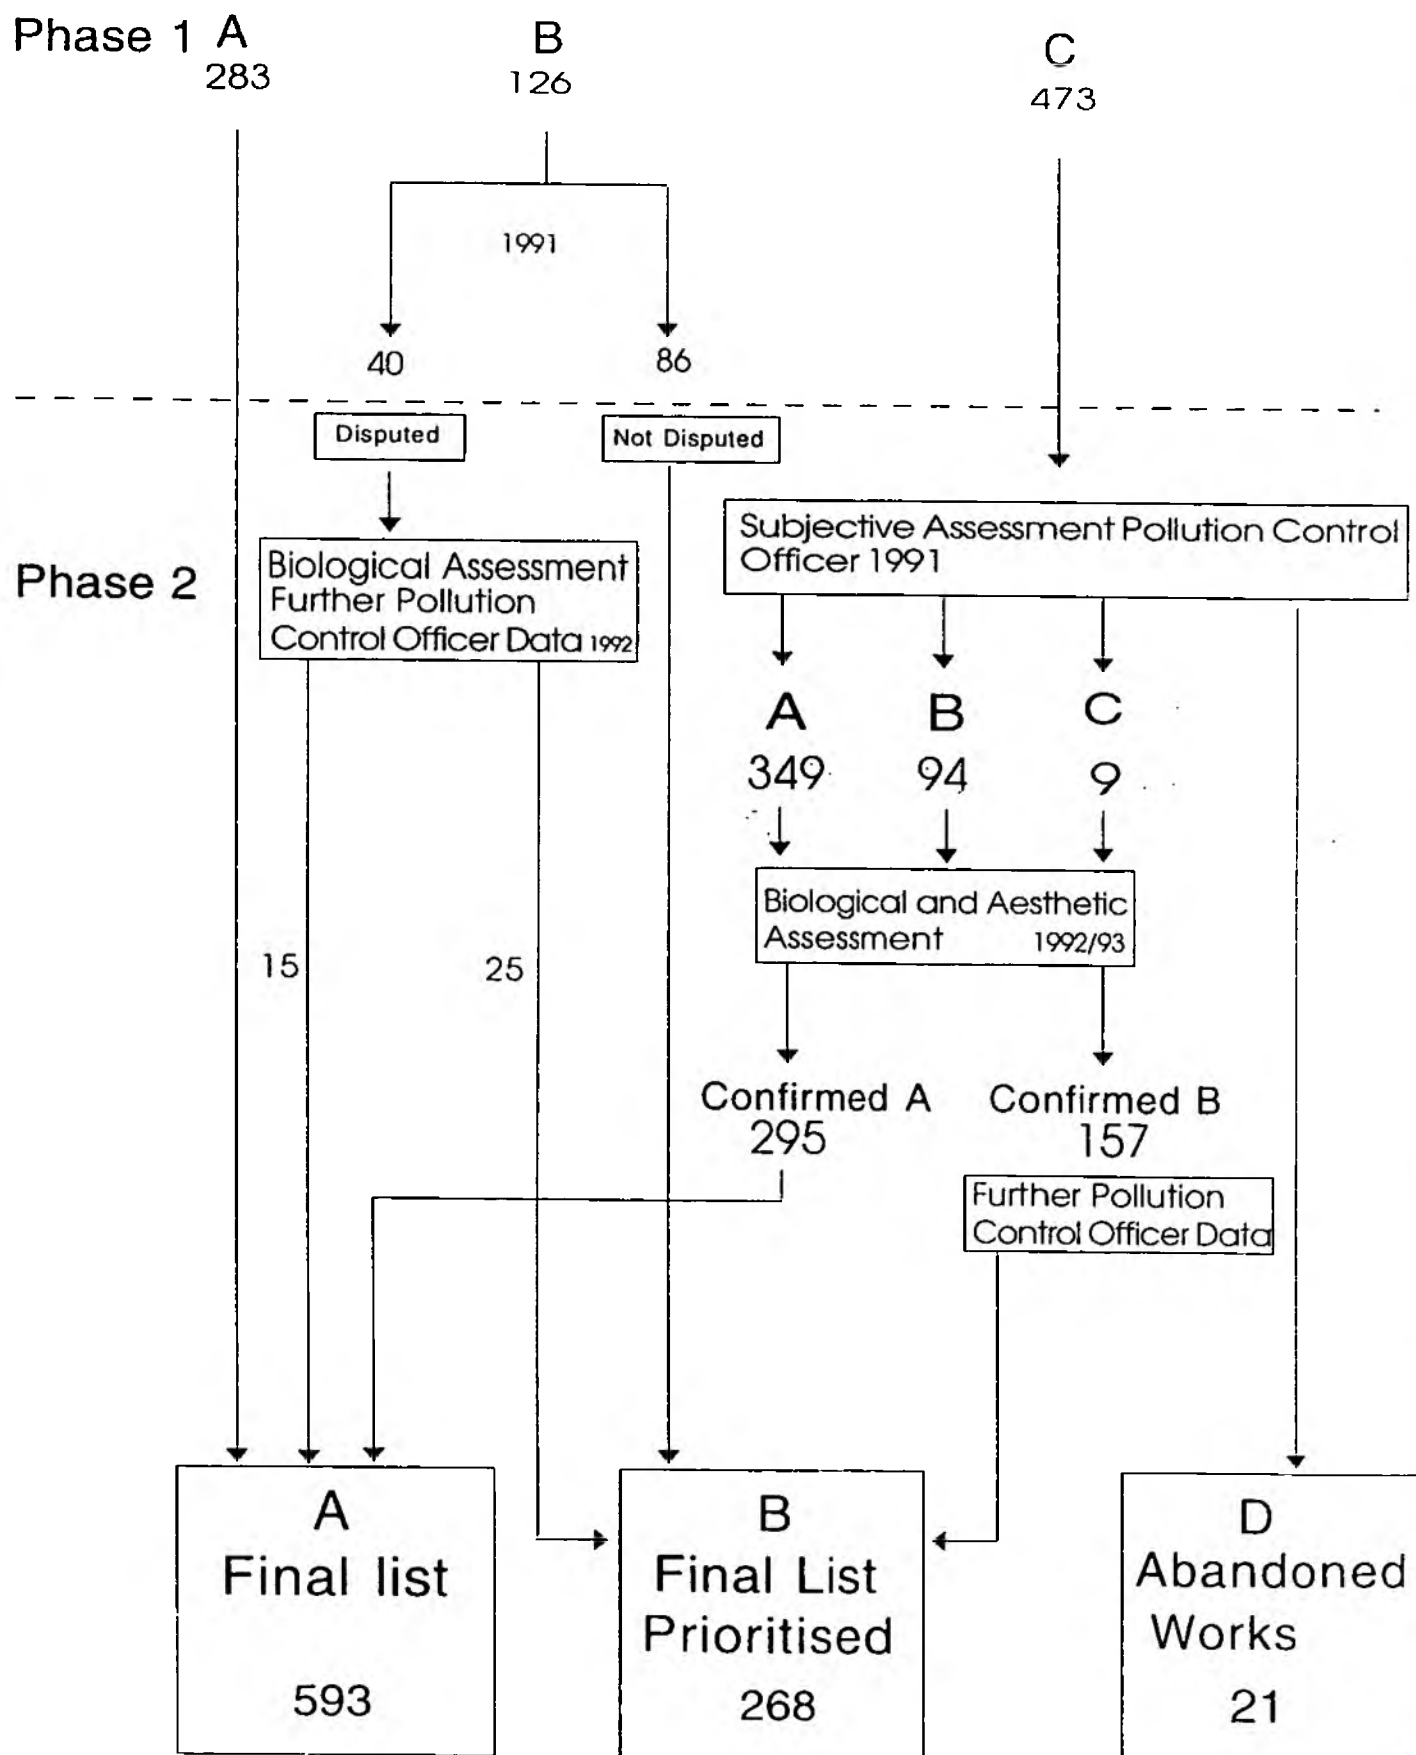 Phase 1 A B C
283 126 473
1991
40 86
Disputed Not Disputed
Subjective Assessment Pollution Control
Officer 1991
Phase 2
Biological Assessment
Further Pollution
Control Officer Data 1992
A B C
349 94 9
Biological and Aesthetic
Assessment 1992/93
15 25
Confirmed A Confirmed B
295 157
Further Pollution
Control Officer Data
A
Final list
593
B
Final List
Prioritised
268
D
Abandoned
Works
21